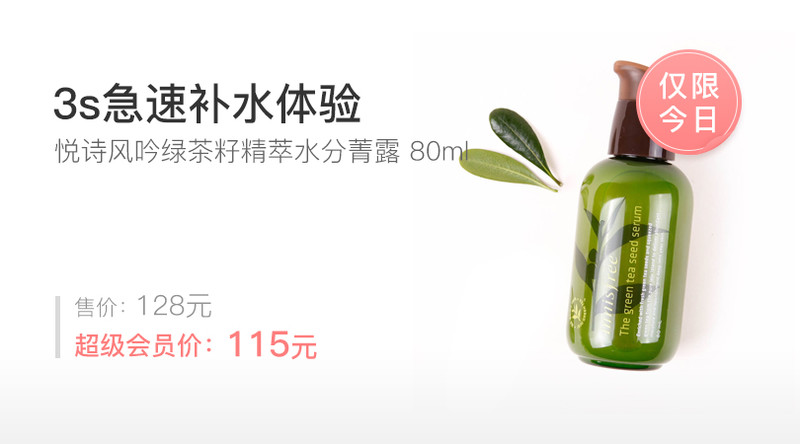 3s急速补水体验
悦诗风吟绿茶籽精萃水分菁露 80ml
仅限
今日
售价：128元
超级会员价：115元
innisfree
The green tea seed serum